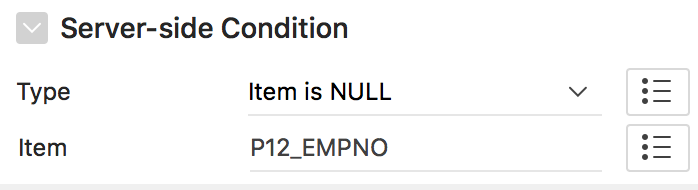 Server-side Condition
Type Item is NULL
Item P12_EMPNO